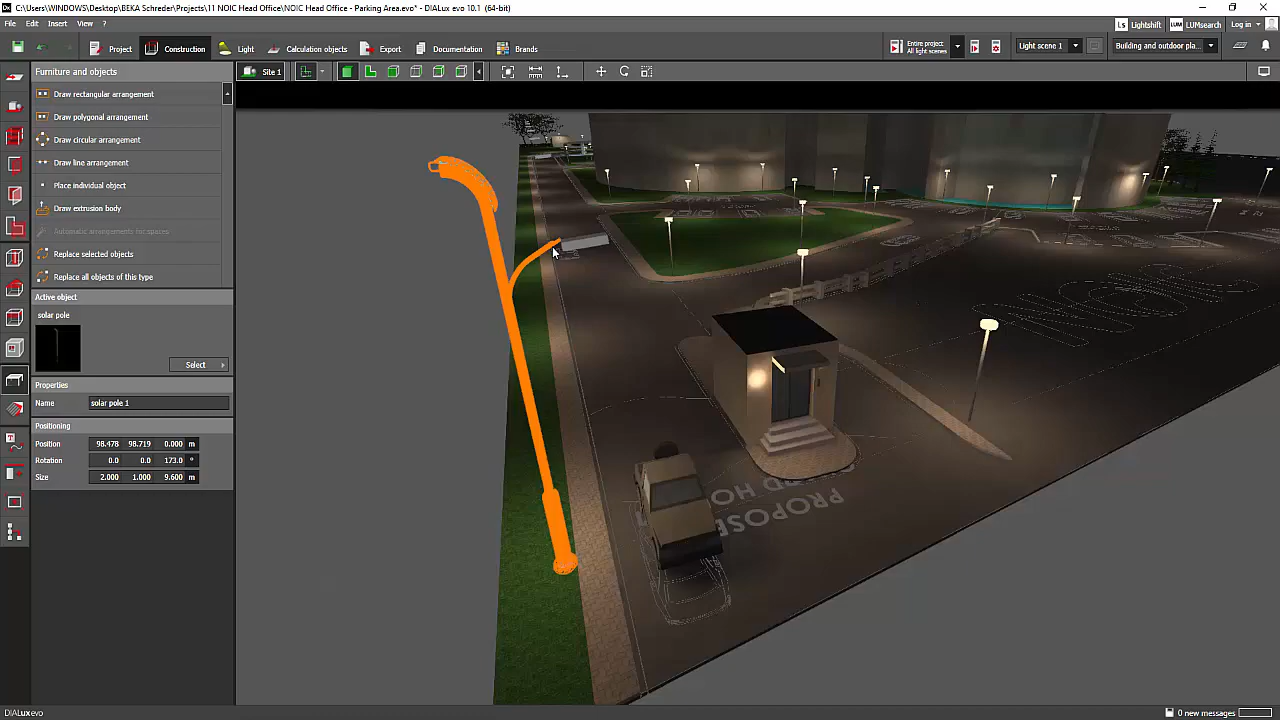 C:\Users\WINDOWS\Desktop\BEKA Schreder\Projects\11 NOIC Head Office\NOIC Head Office - Parking Area.evo* - DIALux evo 10.1 (64-bit)
File Edit Insert View ?
Project Construction Light Calculation objects Export Documentation Brands
Entire project
All light scenes
Light scene 1
Building and outdoor pla...
Ls Lightshift LUM LUMsearch Log in
Furniture and objects
Site 1
Draw rectangular arrangement
Draw polygonal arrangement
Draw circular arrangement
Draw line arrangement
Place individual object
Draw extrusion body
Automatic arrangements for spaces
Replace selected objects
Replace all objects of this type
Active object
solar pole
Select
Properties
Name solar pole 1
Positioning
Position 98.478 98.719 0.000 m
Rotation 0.0 0.0 173.0 °
Size 2.000 1.000 9.600 m
NOIC
DIALux evo
0 new messages